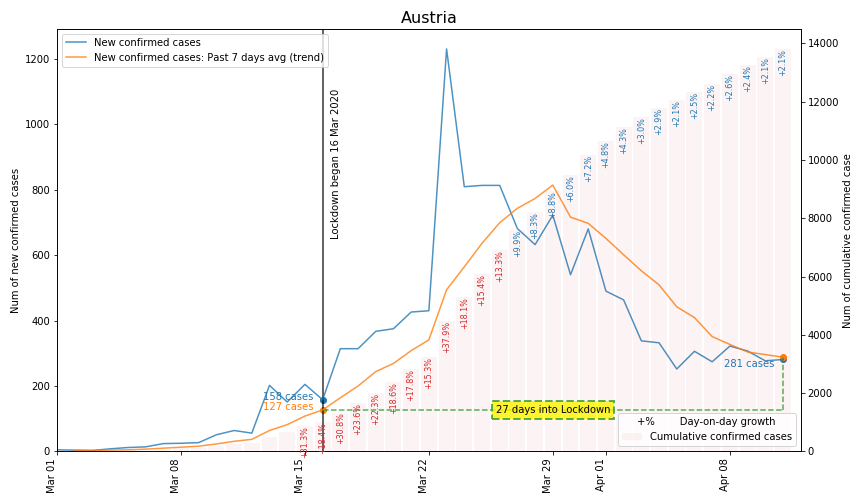 Austria
New confirmed cases
New confirmed cases: Past 7 days avg (trend)
Lockdown began 16 Mar 2020
Num of new confirmed cases
Num of cumulative confirmed case
1200
1000
800
600
400
200
0
14000
12000
10000
8000
6000
4000
2000
0
+31.3%
+18.4%
+30.8%
+23.6%
+22.3%
+18.6%
+17.8%
+15.3%
+37.9%
+18.1%
+15.4%
+13.3%
+9.9%
+8.3%
+8.8%
+6.0%
+7.2%
+4.8%
+4.3%
+3.0%
+2.9%
+2.1%
+2.5%
+2.2%
+2.6%
+2.4%
+2.1%
+2.1%
158 cases
127 cases
281 cases
27 days into Lockdown
+% Day-on-day growth
Cumulative confirmed cases
Mar 01
Mar 08
Mar 15
Mar 22
Mar 29
Apr 01
Apr 08